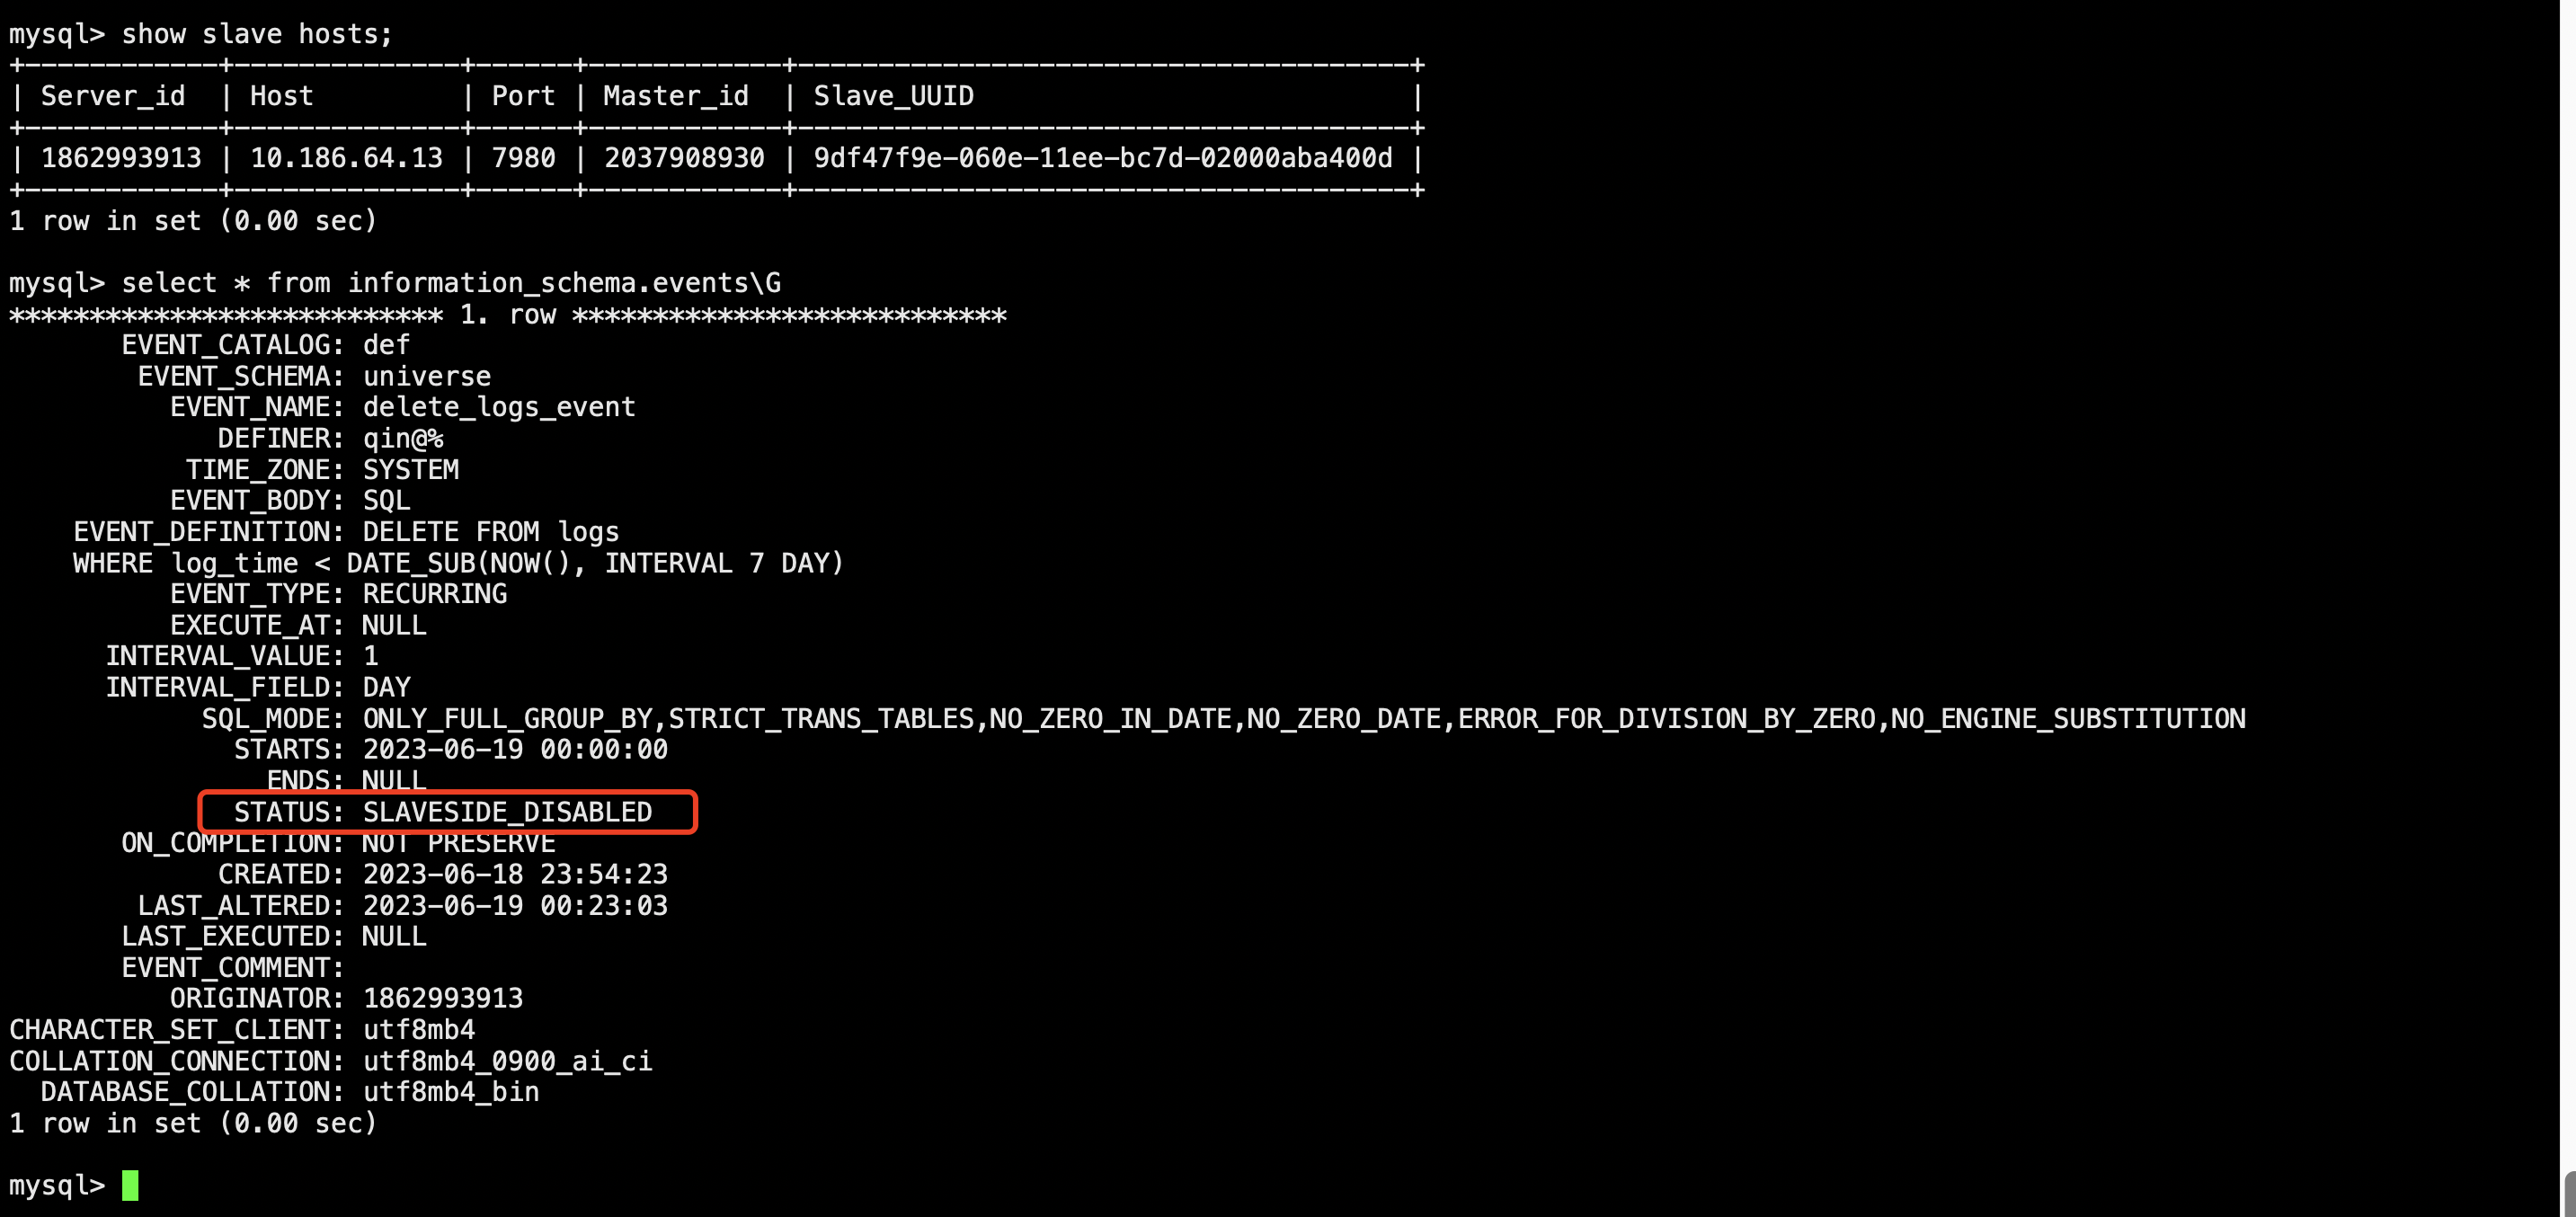 mysql> show slave hosts;
+------------+--------------+------+------------+--------------------------------------+
| Server_id  | Host         | Port | Master_id  | Slave_UUID                           |
+------------+--------------+------+------------+--------------------------------------+
| 1862993913 | 10.186.64.13 | 7980 | 2037908930 | 9df47f9e-060e-11ee-bc7d-02000aba400d |
+------------+--------------+------+------------+--------------------------------------+
1 row in set (0.00 sec)

mysql> select * from information_schema.events\G
*************************** 1. row ***************************
       EVENT_CATALOG: def
        EVENT_SCHEMA: universe
          EVENT_NAME: delete_logs_event
             DEFINER: qin@%
           TIME_ZONE: SYSTEM
          EVENT_BODY: SQL
    EVENT_DEFINITION: DELETE FROM logs
    WHERE log_time < DATE_SUB(NOW(), INTERVAL 7 DAY)
          EVENT_TYPE: RECURRING
          EXECUTE_AT: NULL
      INTERVAL_VALUE: 1
      INTERVAL_FIELD: DAY
            SQL_MODE: ONLY_FULL_GROUP_BY,STRICT_TRANS_TABLES,NO_ZERO_IN_DATE,NO_ZERO_DATE,ERROR_FOR_DIVISION_BY_ZERO,NO_ENGINE_SUBSTITUTION
              STARTS: 2023-06-19 00:00:00
                ENDS: NULL
              STATUS: SLAVESIDE_DISABLED
       ON_COMPLETION: NOT PRESERVE
             CREATED: 2023-06-18 23:54:23
        LAST_ALTERED: 2023-06-19 00:23:03
       LAST_EXECUTED: NULL
       EVENT_COMMENT:
          ORIGINATOR: 1862993913
CHARACTER_SET_CLIENT: utf8mb4
COLLATION_CONNECTION: utf8mb4_0900_ai_ci
  DATABASE_COLLATION: utf8mb4_bin
1 row in set (0.00 sec)

mysql>